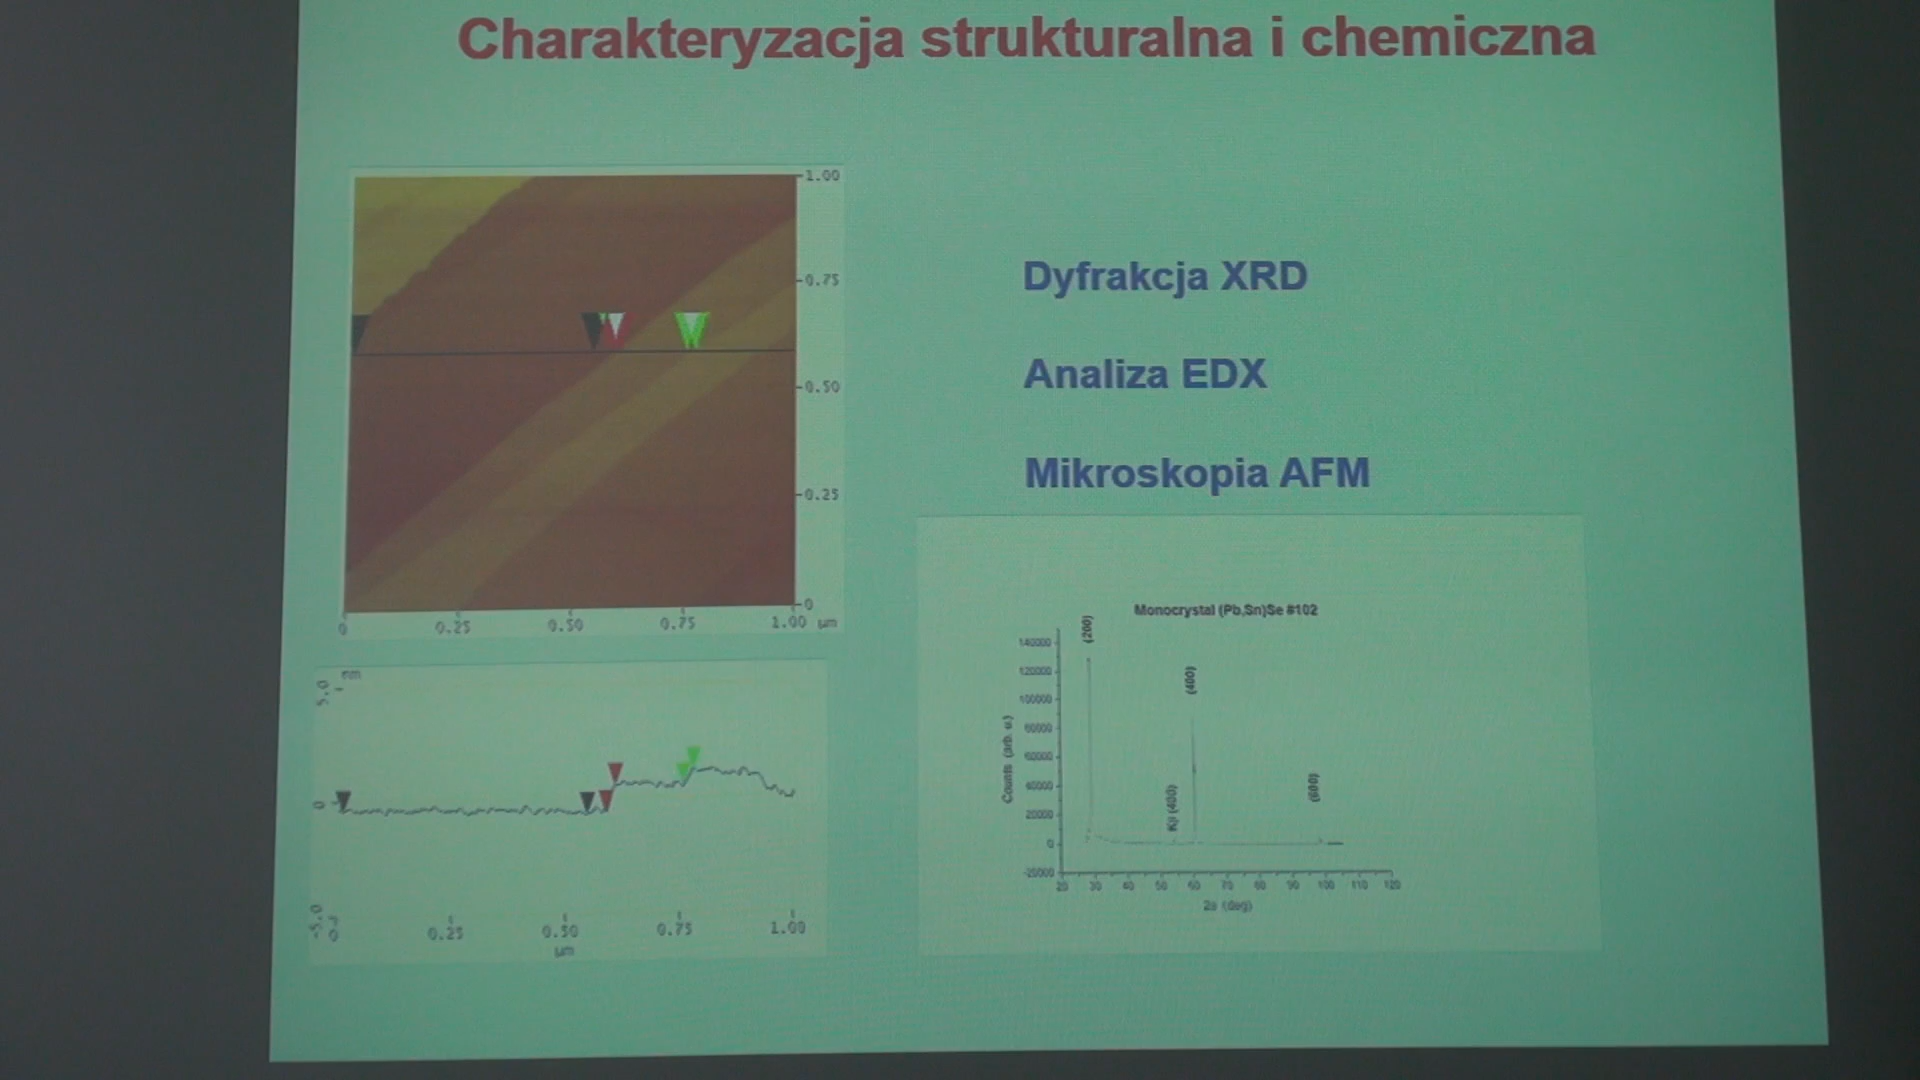 Charakteryzacja strukturalna i chemiczna
1.00
0.75
0.50
0.25
0
0 0.25 0.50 0.75 1.00 µm
Dyfrakcja XRD
Analiza EDX
Mikroskopia AFM
nm
5.0
0
-5.0
0 0.25 0.50 0.75 1.00
µm
Monocrystal (Pb,Sn)Se #102
(200)
(400)
Kβ (400)
(600)
Counts (arb. u.)
140000
120000
100000
80000
60000
40000
20000
0
-20000
20 30 40 50 60 70 80 90 100 110 120
(deg)